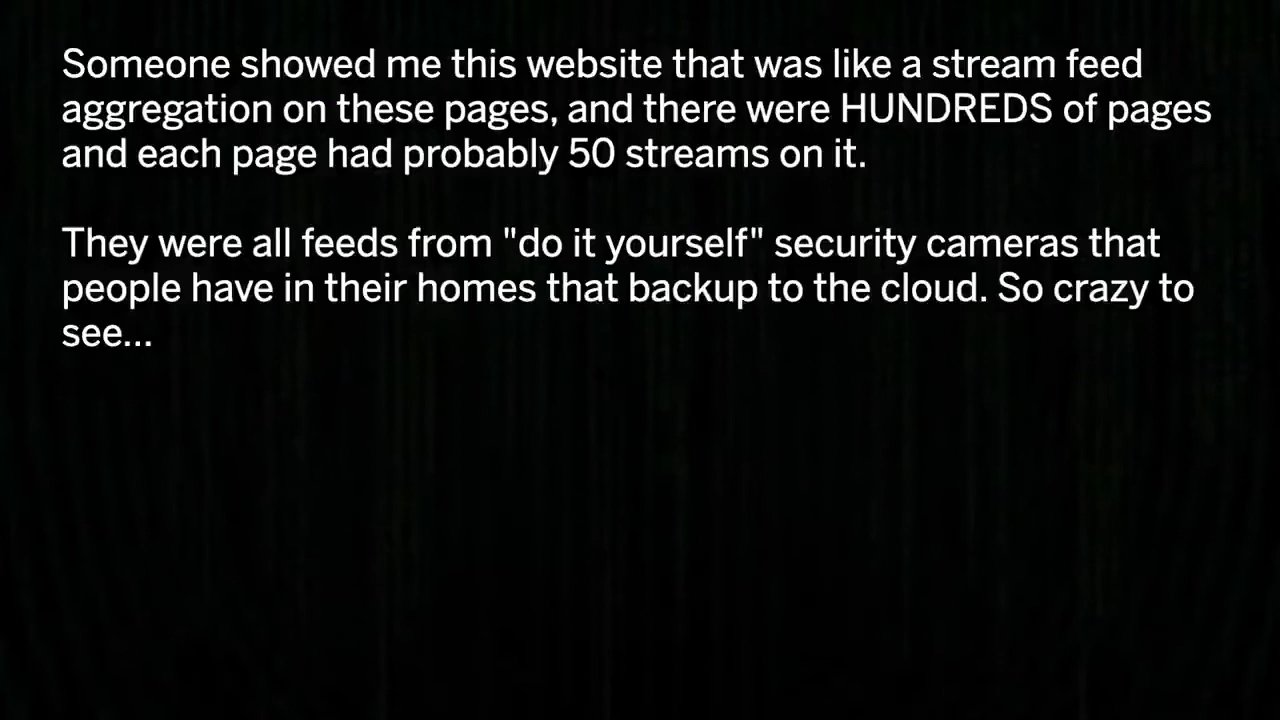 Someone showed me this website that was like a stream feed
aggregation on these pages, and there were HUNDREDS of pages
and each page had probably 50 streams on it.
They were all feeds from "do it yourself" security cameras that
people have in their homes that backup to the cloud. So crazy to
see...